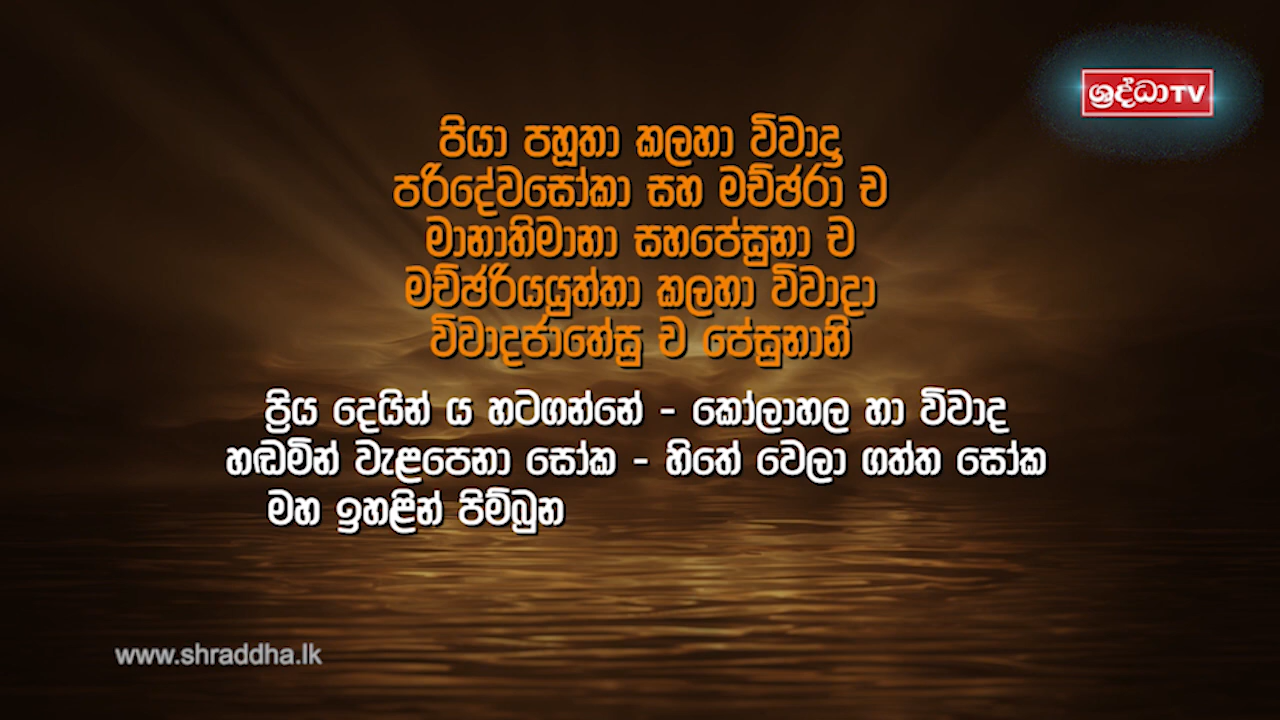 ශ්‍රද්ධා TV
පියා පහූතා කලහා විවාදා
පරිදේවසෝකා සහ මච්ඡරා ච
මානාතිමානා සහපේසුනා ච
මච්ඡරියයුත්තා කලහා විවාදා
විවාදජාතේසු ච පේසුනානි
ප්‍රිය දෙයින් ය හටගන්නේ - කෝලාහල හා විවාද
හඬමින් වැළපෙනා සෝක - හිතේ වෙලා ගත්ත සෝක
මහ ඉහළින් පිම්බුන
www.shraddha.lk